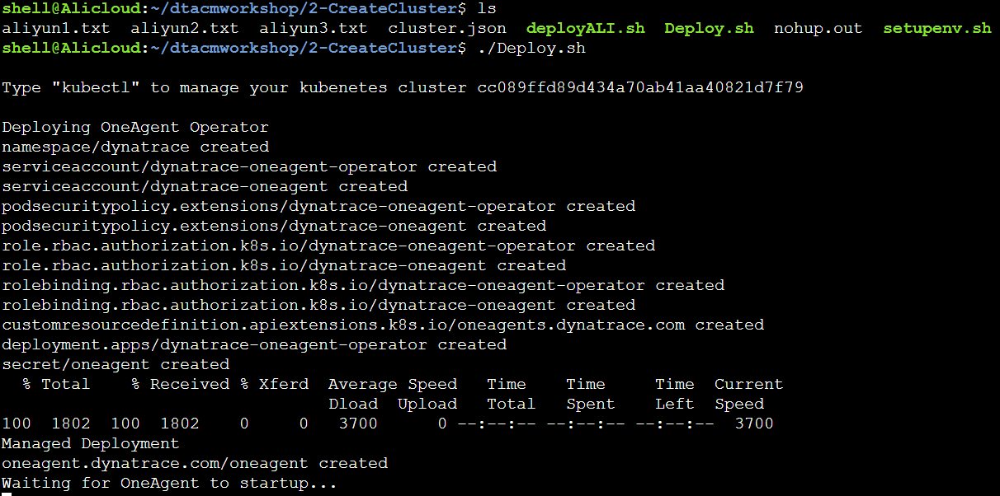 shell@Alicloud:~/dtacmworkshop/2-CreateCluster$ ls
aliyun1.txt  aliyun2.txt  aliyun3.txt  cluster.json  deployALI.sh  Deploy.sh  nohup.out  setupenv.sh
shell@Alicloud:~/dtacmworkshop/2-CreateCluster$ ./Deploy.sh
Type "kubectl" to manage your kubenetes cluster cc089ffd89d434a70ab41aa40821d7f79
Deploying OneAgent Operator
namespace/dynatrace created
serviceaccount/dynatrace-oneagent-operator created
serviceaccount/dynatrace-oneagent created
podsecuritypolicy.extensions/dynatrace-oneagent-operator created
podsecuritypolicy.extensions/dynatrace-oneagent created
role.rbac.authorization.k8s.io/dynatrace-oneagent-operator created
role.rbac.authorization.k8s.io/dynatrace-oneagent created
rolebinding.rbac.authorization.k8s.io/dynatrace-oneagent-operator created
rolebinding.rbac.authorization.k8s.io/dynatrace-oneagent created
customresourcedefinition.apiextensions.k8s.io/oneagents.dynatrace.com created
deployment.apps/dynatrace-oneagent-operator created
secret/oneagent created
  % Total    % Received % Xferd  Average Speed   Time    Time     Time  Current
                                 Dload  Upload   Total   Spent    Left  Speed
100  1802  100  1802    0     0   3700      0 --:--:-- --:--:-- --:--:--  3700
Managed Deployment
oneagent.dynatrace.com/oneagent created
Waiting for OneAgent to startup...